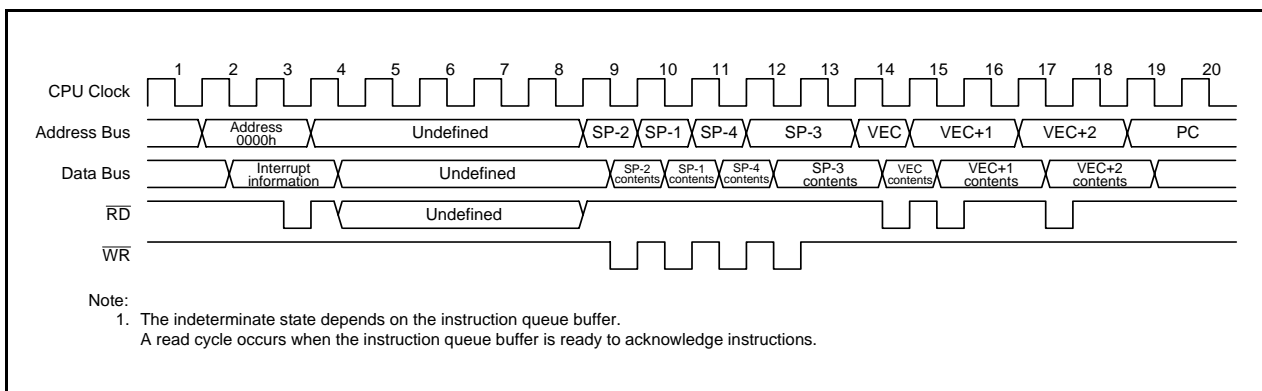 1 2 3 4 5 6 7 8 9 10 11 12 13 14 15 16 17 18 19 20
CPU Clock
Address Bus Address 0000h Undefined SP-2 SP-1 SP-4 SP-3 VEC VEC+1 VEC+2 PC
Data Bus Interrupt information Undefined SP-2 contents SP-1 contents SP-4 contents SP-3 contents VEC contents VEC+1 contents VEC+2 contents
RD Undefined
WR
Note:
1. The indeterminate state depends on the instruction queue buffer.
A read cycle occurs when the instruction queue buffer is ready to acknowledge instructions.